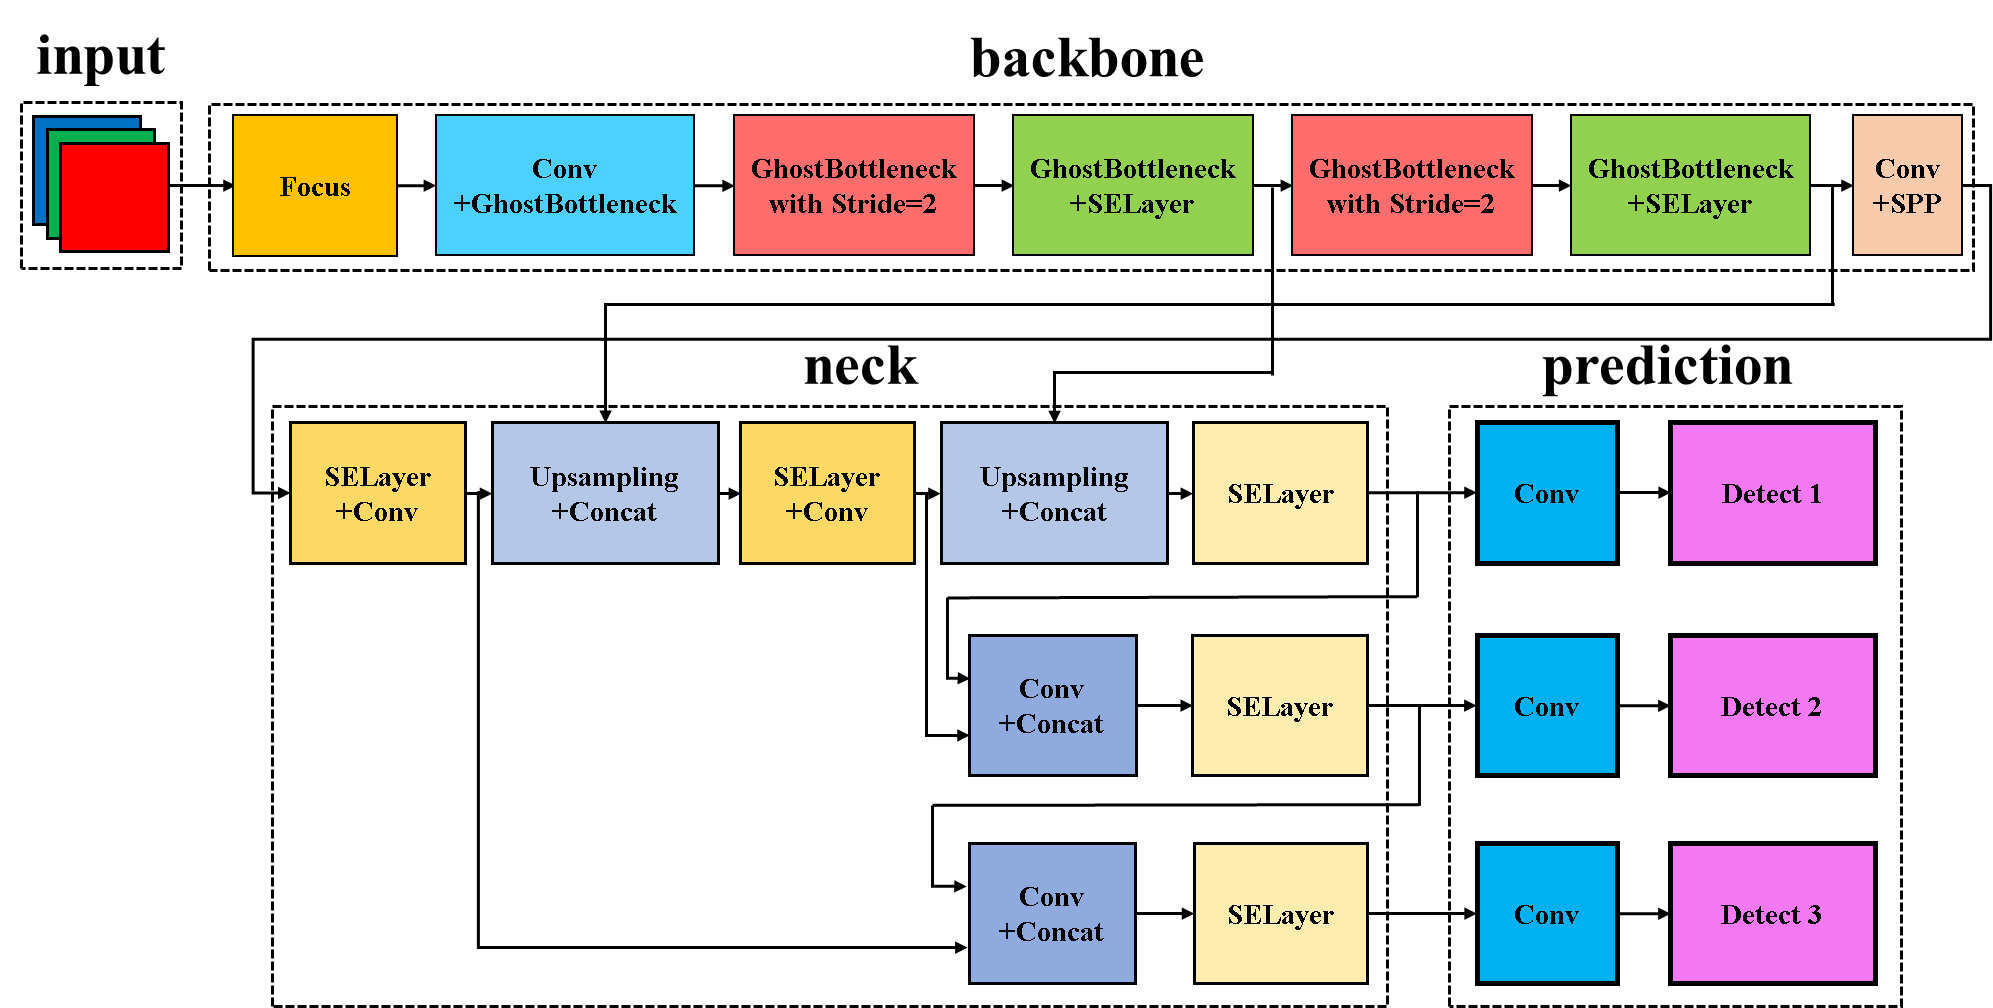 input
backbone
Focus
Conv
+GhostBottleneck
GhostBottleneck
with Stride=2
GhostBottleneck
+SELayer
GhostBottleneck
with Stride=2
GhostBottleneck
+SELayer
Conv
+SPP
neck
prediction
SELayer
+Conv
Upsampling
+Concat
SELayer
+Conv
Upsampling
+Concat
SELayer
Conv
Detect 1
Conv
+Concat
SELayer
Conv
Detect 2
Conv
+Concat
SELayer
Conv
Detect 3